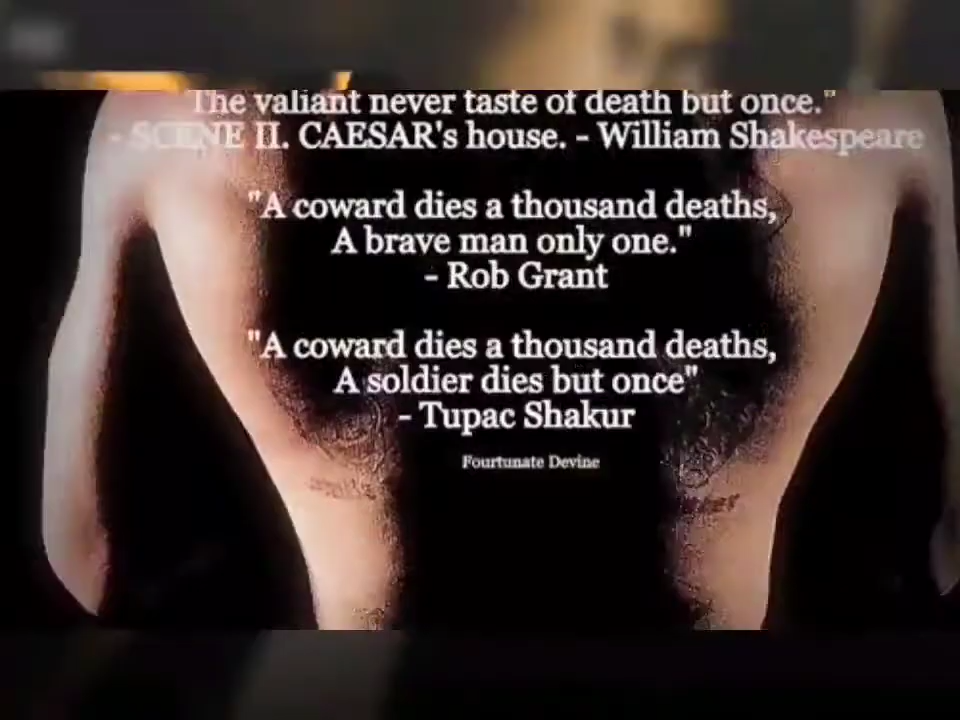 The valiant never taste of death but once."
- SCENE II. CAESAR's house. - William Shakespeare
"A coward dies a thousand deaths,
A brave man only one."
- Rob Grant
"A coward dies a thousand deaths,
A soldier dies but once"
- Tupac Shakur
Fourtunate Devine